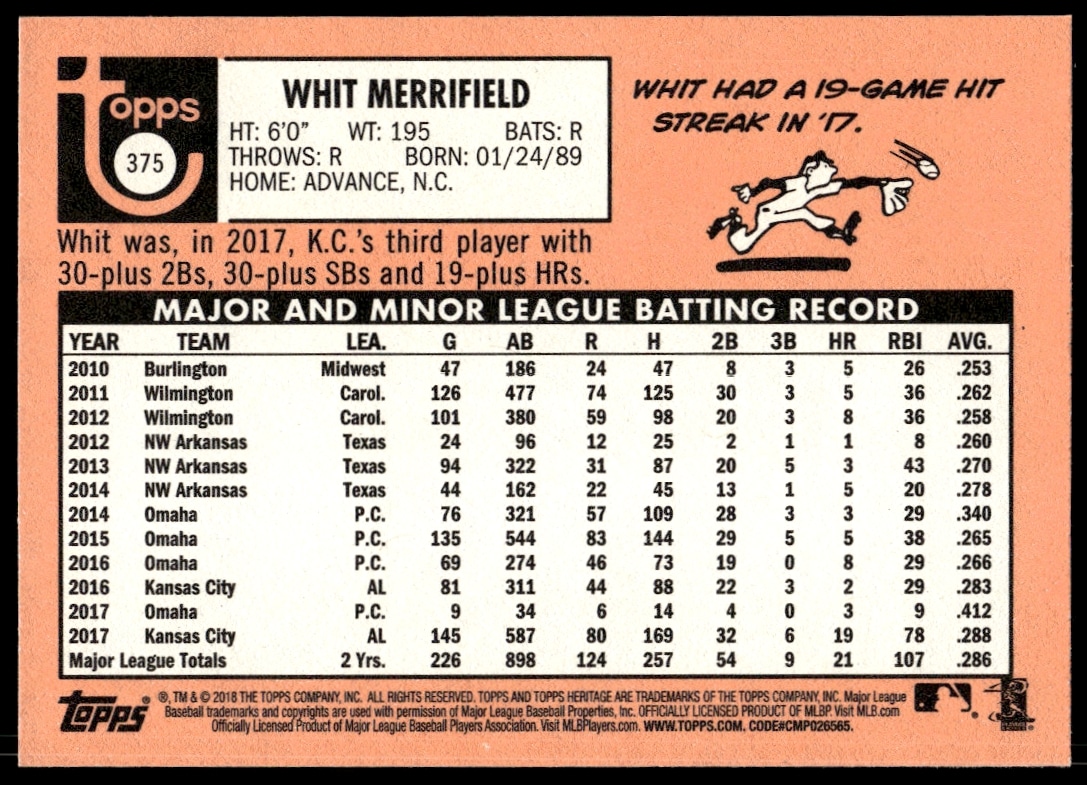 Topps
375
WHIT MERRIFIELD
HT: 6'0" WT: 195 BATS: R
THROWS: R BORN: 01/24/89
HOME: ADVANCE, N.C.
WHIT HAD A 19-GAME HIT
STREAK IN '17.
Whit was, in 2017, K.C.'s third player with
30-plus 2Bs, 30-plus SBs and 19-plus HRs.
MAJOR AND MINOR LEAGUE BATTING RECORD
YEAR TEAM LEA. G AB R H 2B 3B HR RBI AVG.
2010 Burlington Midwest 47 186 24 47 8 3 5 26 .253
2011 Wilmington Carol. 126 477 74 125 30 3 5 36 .262
2012 Wilmington Carol. 101 380 59 98 20 3 8 36 .258
2012 NW Arkansas Texas 24 96 12 25 2 1 1 8 .260
2013 NW Arkansas Texas 94 322 31 87 20 5 3 43 .270
2014 NW Arkansas Texas 44 162 22 45 13 1 5 20 .278
2014 Omaha P.C. 76 321 57 109 28 3 3 29 .340
2015 Omaha P.C. 135 544 83 144 29 5 5 38 .265
2016 Omaha P.C. 69 274 46 73 19 0 8 29 .266
2016 Kansas City AL 81 311 44 88 22 3 2 29 .283
2017 Omaha P.C. 9 34 6 14 4 0 3 9 .412
2017 Kansas City AL 145 587 80 169 32 6 19 78 .288
Major League Totals 2 Yrs. 226 898 124 257 54 9 21 107 .286
Topps ®, TM & © 2018 THE TOPPS COMPANY, INC. ALL RIGHTS RESERVED. TOPPS AND TOPPS HERITAGE ARE TRADEMARKS OF THE TOPPS COMPANY, INC. Major League
Baseball trademarks and copyrights are used with permission of Major League Baseball Properties, Inc. OFFICIALLY LICENSED PRODUCT OF MLBP Visit MLB.com
Officially Licensed Product of Major League Baseball Players Association. Visit MLBPlayers.com. WWW.TOPPS.COM. CODE#CMP026565.